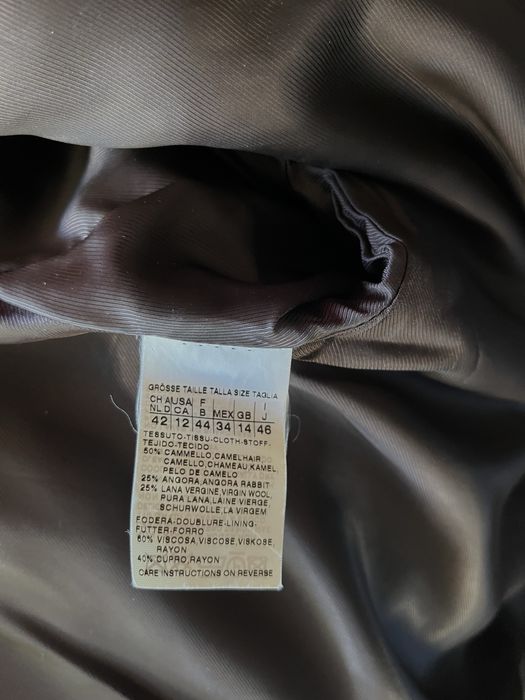 GRÖSSE TAILLE TALLA SIZE TAGLIA
CH A USA F I
NL D CA B MEX GB J
42 12 44 34 14 46
TESSUTO-TISSU-CLOTH-STOFF-
TEJIDO-TECIDO
50% CAMMELLO,CAMELHAIR,
CAMELLO,CHAMEAU KAMEL,
PELO DE CAMELO
25% ANGORA,ANGORA RABBIT
25% LANA VERGINE,VIRGIN WOOL,
PURA LANA,LAINE VIERGE,
SCHURWOLLE,LA VIRGEM
FODERA-DOUBLURE-LINING-
FUTTER-FORRO
60% VISCOSA,VISCOSE,VISKOSE,
RAYON
40% CUPRO,RAYON
CARE INSTRUCTIONS ON REVERSE